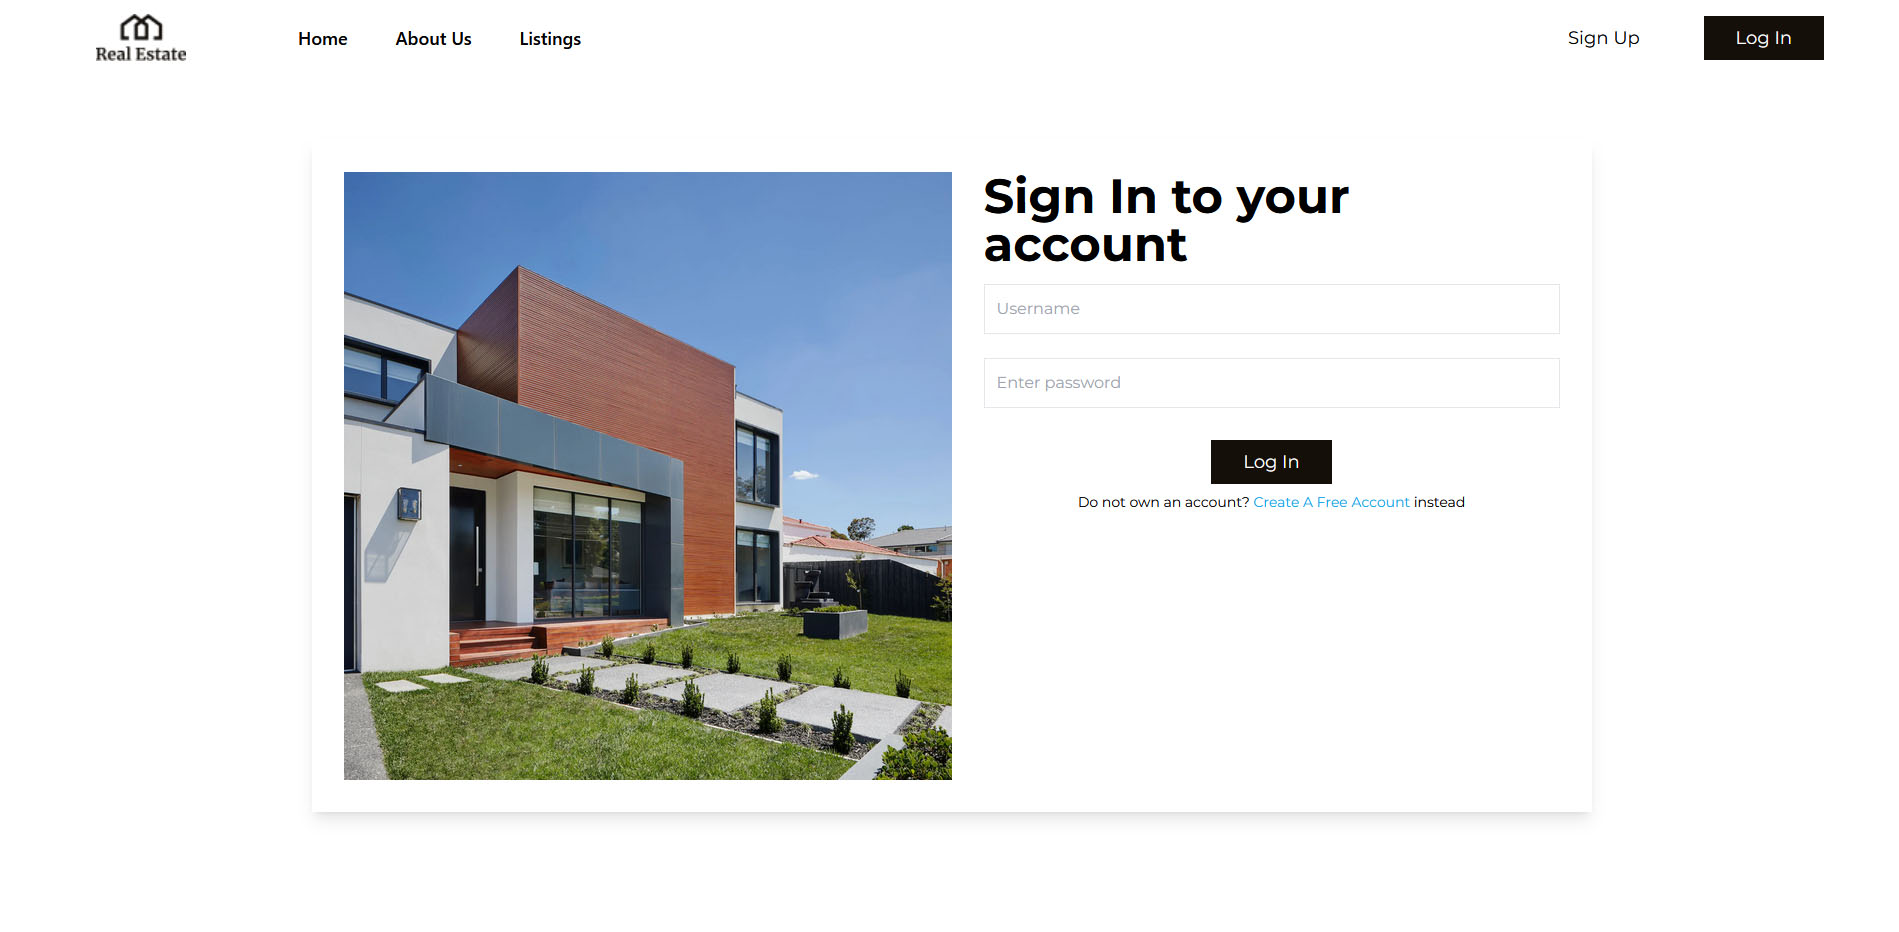 Real Estate
Home
About Us
Listings
Sign Up
Log In
Sign In to your
account
Username
Enter password
Log In
Do not own an account? Create A Free Account instead